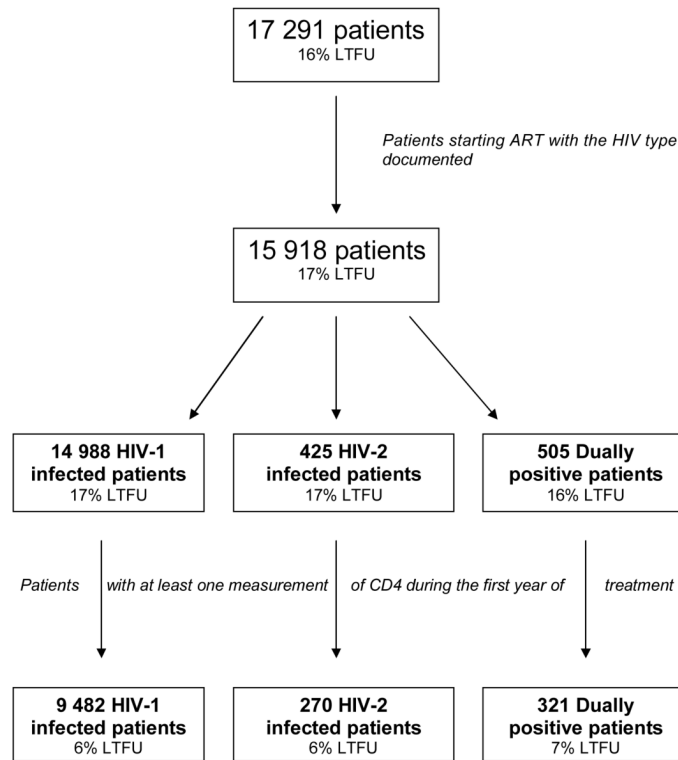 17 291 patients
16% LTFU
Patients starting ART with the HIV type
documented
15 918 patients
17% LTFU
14 988 HIV-1
infected patients
17% LTFU
425 HIV-2
infected patients
17% LTFU
505 Dually
positive patients
16% LTFU
Patients with at least one measurement of CD4 during the first year of treatment
9 482 HIV-1
infected patients
6% LTFU
270 HIV-2
infected patients
6% LTFU
321 Dually
positive patients
7% LTFU